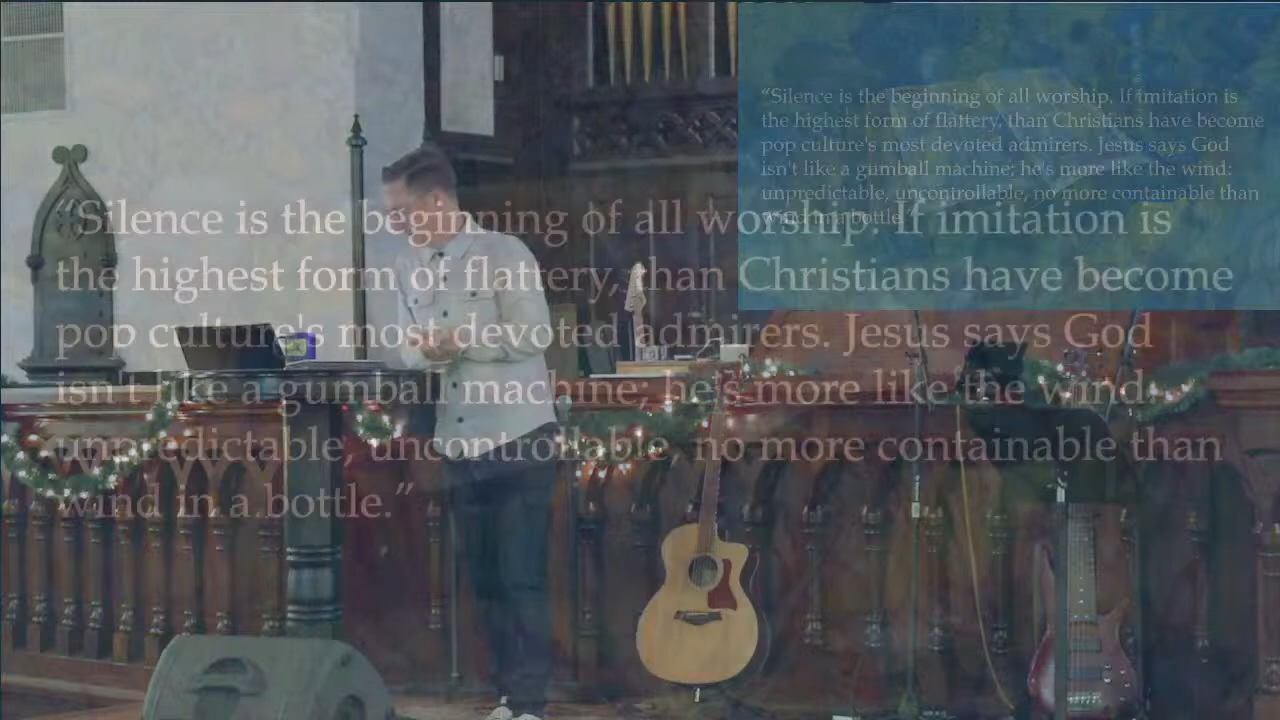 “Silence is the beginning of all worship. If imitation is
the highest form of flattery, than Christians have become
pop culture's most devoted admirers. Jesus says God
isn't like a gumball machine; he's more like the wind:
unpredictable, uncontrollable, no more containable than
wind in a bottle.”
“Silence is the beginning of all worship. If imitation is
the highest form of flattery, than Christians have become
pop culture's most devoted admirers. Jesus says God
isn't like a gumball machine; he's more like the wind:
unpredictable, uncontrollable, no more containable than
wind in a bottle.”